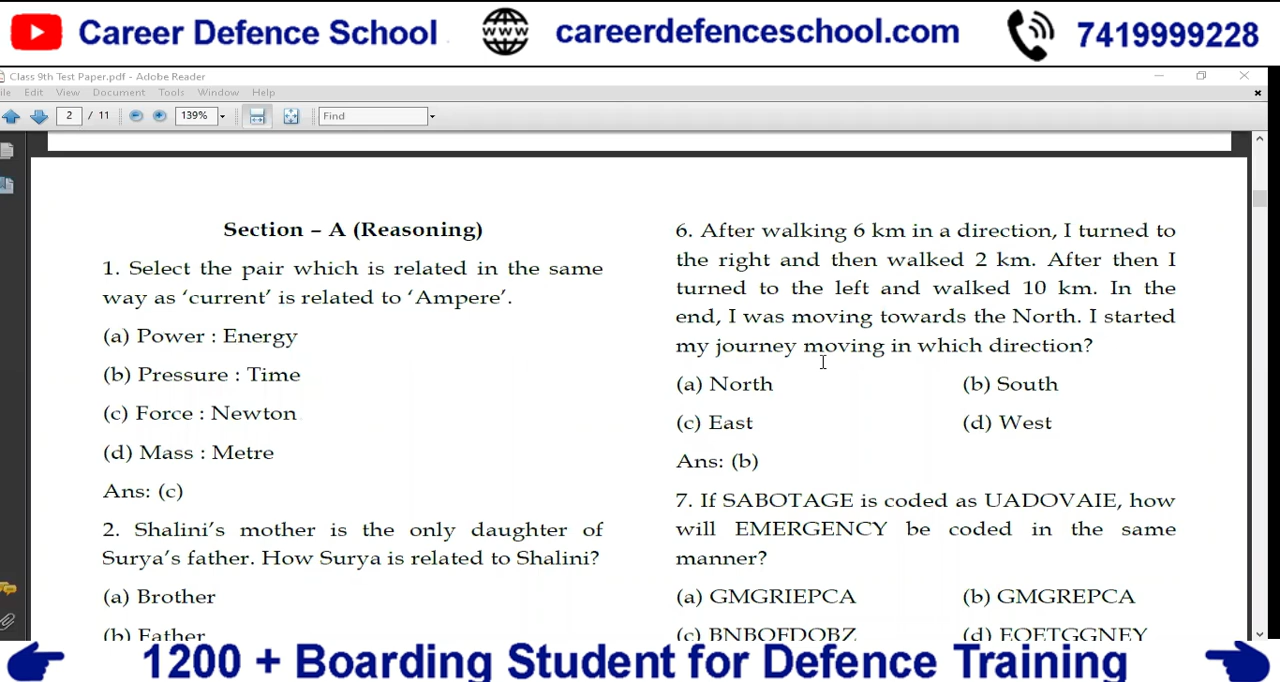 Career Defence School
www
careerdefenceschool.com
7419999228
Class 9th Test Paper.pdf - Adobe Reader
ile Edit View Document Tools Window Help
2 / 11 139% Find
Section – A (Reasoning)
1. Select the pair which is related in the same
way as ‘current’ is related to ‘Ampere’.
(a) Power : Energy
(b) Pressure : Time
(c) Force : Newton
(d) Mass : Metre
Ans: (c)
2. Shalini’s mother is the only daughter of
Surya’s father. How Surya is related to Shalini?
(a) Brother
(b) Father
6. After walking 6 km in a direction, I turned to
the right and then walked 2 km. After then I
turned to the left and walked 10 km. In the
end, I was moving towards the North. I started
my journey moving in which direction?
(a) North (b) South
(c) East (d) West
Ans: (b)
7. If SABOTAGE is coded as UADOVAIE, how
will EMERGENCY be coded in the same
manner?
(a) GMGRIEPCA (b) GMGREPCA
(c) BNBOFDOBZ (d) EOETGGNEY
1200 + Boarding Student for Defence Training